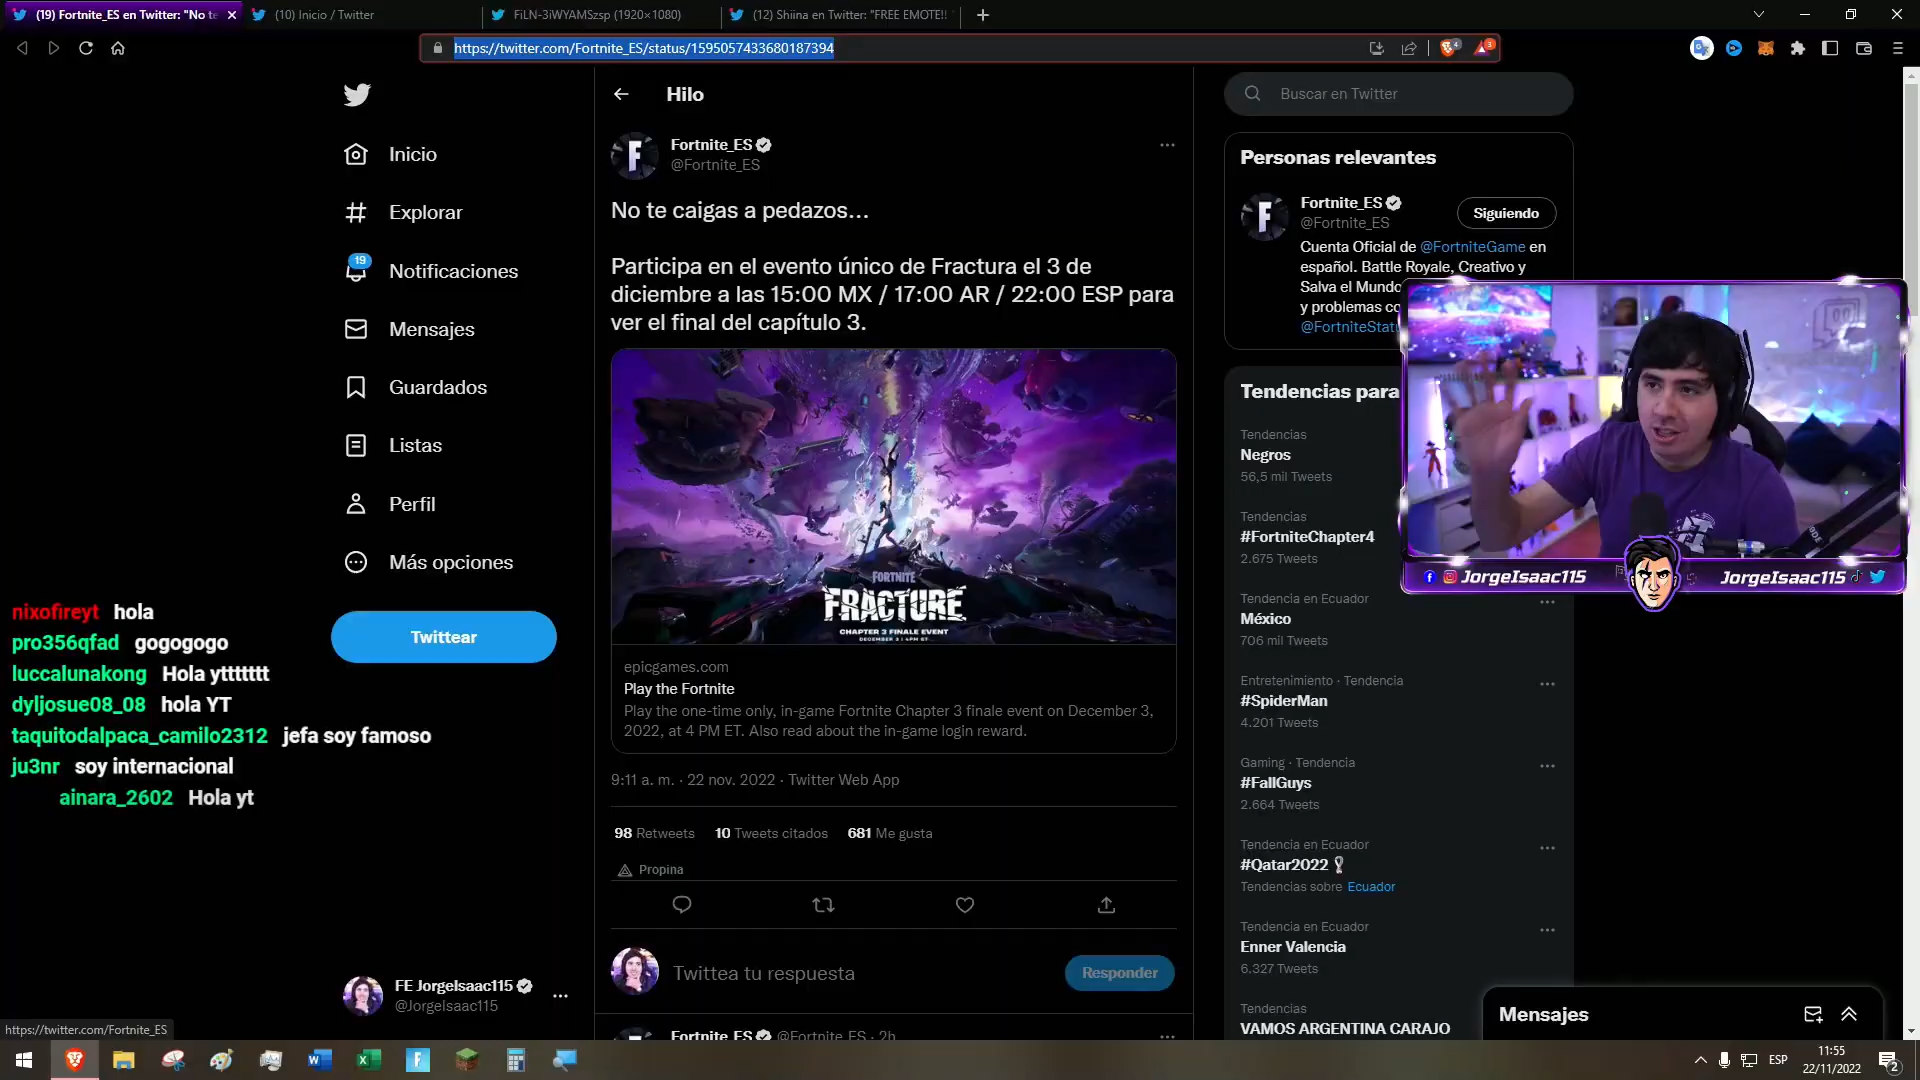 (19) Fortnite_ES en Twitter: "No te
(10) Inicio / Twitter
FiLN-3iWYAMSzsp (1920×1080)
(12) Shiina en Twitter: "FREE EMOTE!!
https://twitter.com/Fortnite_ES/status/1595057433680187394
Inicio
Explorar
19
Notificaciones
Mensajes
Guardados
Listas
Perfil
Más opciones
Twittear
nixofireyt hola
pro356qfad gogogogo
luccalunakong Hola yttttttt
dyljosue08_08 hola YT
taquitodalpaca_camilo2312 jefa soy famoso
ju3nr soy internacional
ainara_2602 Hola yt
FE JorgeIsaac115
@JorgeIsaac115
https://twitter.com/Fortnite_ES
Hilo
Fortnite_ES
@Fortnite_ES
No te caigas a pedazos...
Participa en el evento único de Fractura el 3 de
diciembre a las 15:00 MX / 17:00 AR / 22:00 ESP para
ver el final del capítulo 3.
FORTNITE
FRACTURE
CHAPTER 3 FINALE EVENT
DECEMBER 3 | 4PM ET
epicgames.com
Play the Fortnite
Play the one-time only, in-game Fortnite Chapter 3 finale event on December 3,
2022, at 4 PM ET. Also read about the in-game login reward.
9:11 a. m. · 22 nov. 2022 · Twitter Web App
98 Retweets 10 Tweets citados 681 Me gusta
Propina
Twittea tu respuesta
Responder
Fortnite_ES @Fortnite_ES · 2h
Buscar en Twitter
Personas relevantes
Fortnite_ES
@Fortnite_ES
Siguiendo
Cuenta Oficial de @FortniteGame en
español. Battle Royale, Creativo y
Salva el Mundo
y problemas co
@FortniteStatu
JorgeIsaac115
JorgeIsaac115
Tendencias para
Tendencias
Negros
56,5 mil Tweets
Tendencias
#FortniteChapter4
2.675 Tweets
Tendencia en Ecuador
México
706 mil Tweets
Entretenimiento · Tendencia
#SpiderMan
4.201 Tweets
Gaming · Tendencia
#FallGuys
2.664 Tweets
Tendencia en Ecuador
#Qatar2022
Tendencias sobre Ecuador
Tendencia en Ecuador
Enner Valencia
6.327 Tweets
Tendencias
VAMOS ARGENTINA CARAJO
Mensajes
ESP
11:55
22/11/2022
2